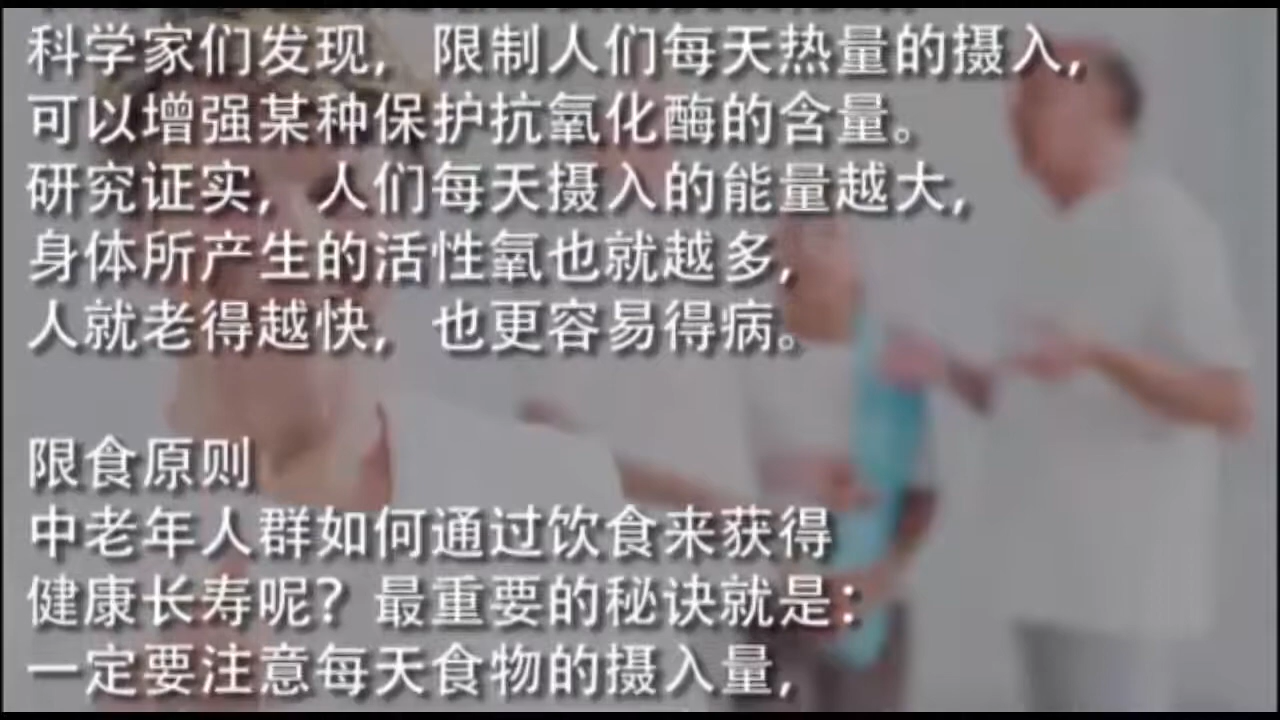 科学家们发现，限制人们每天热量的摄入，
可以增强某种保护抗氧化酶的含量。
研究证实，人们每天摄入的能量越大，
身体所产生的活性氧也就越多，
人就老得越快，也更容易得病。
限食原则
中老年人群如何通过饮食来获得
健康长寿呢？最重要的秘诀就是：
一定要注意每天食物的摄入量，